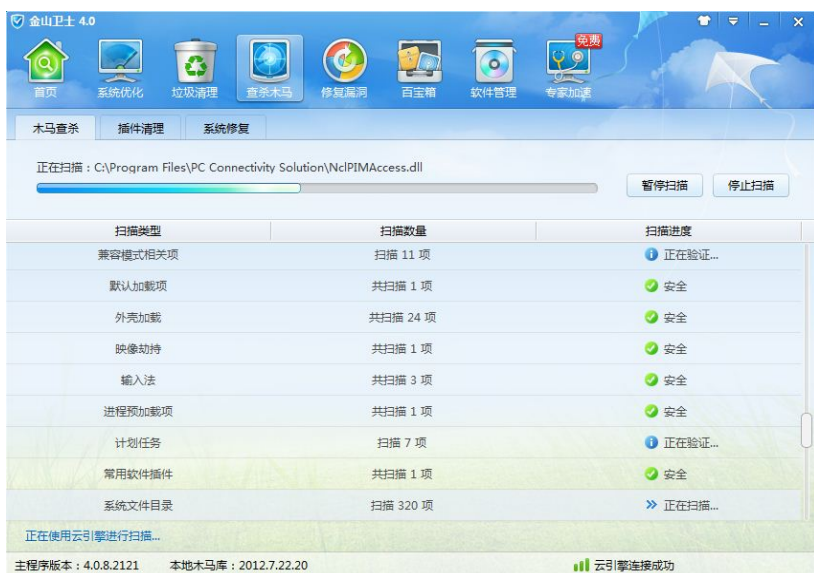 金山卫士 4.0
免费
首页 系统优化 垃圾清理 查杀木马 修复漏洞 百宝箱 软件管理 专家加速
木马查杀 插件清理 系统修复
正在扫描：C:\Program Files\PC Connectivity Solution\NclPIMAccess.dll
暂停扫描 停止扫描
扫描类型 扫描数量 扫描进度
兼容模式相关项 扫描 11 项 正在验证...
默认加载项 共扫描 1 项 安全
外壳加载 共扫描 24 项 安全
映像劫持 共扫描 1 项 安全
输入法 共扫描 3 项 安全
进程预加载项 共扫描 1 项 安全
计划任务 扫描 7 项 正在验证...
常用软件插件 共扫描 1 项 安全
系统文件目录 扫描 320 项 正在扫描...
正在使用云引擎进行扫描...
主程序版本：4.0.8.2121 本地木马库：2012.7.22.20 云引擎连接成功